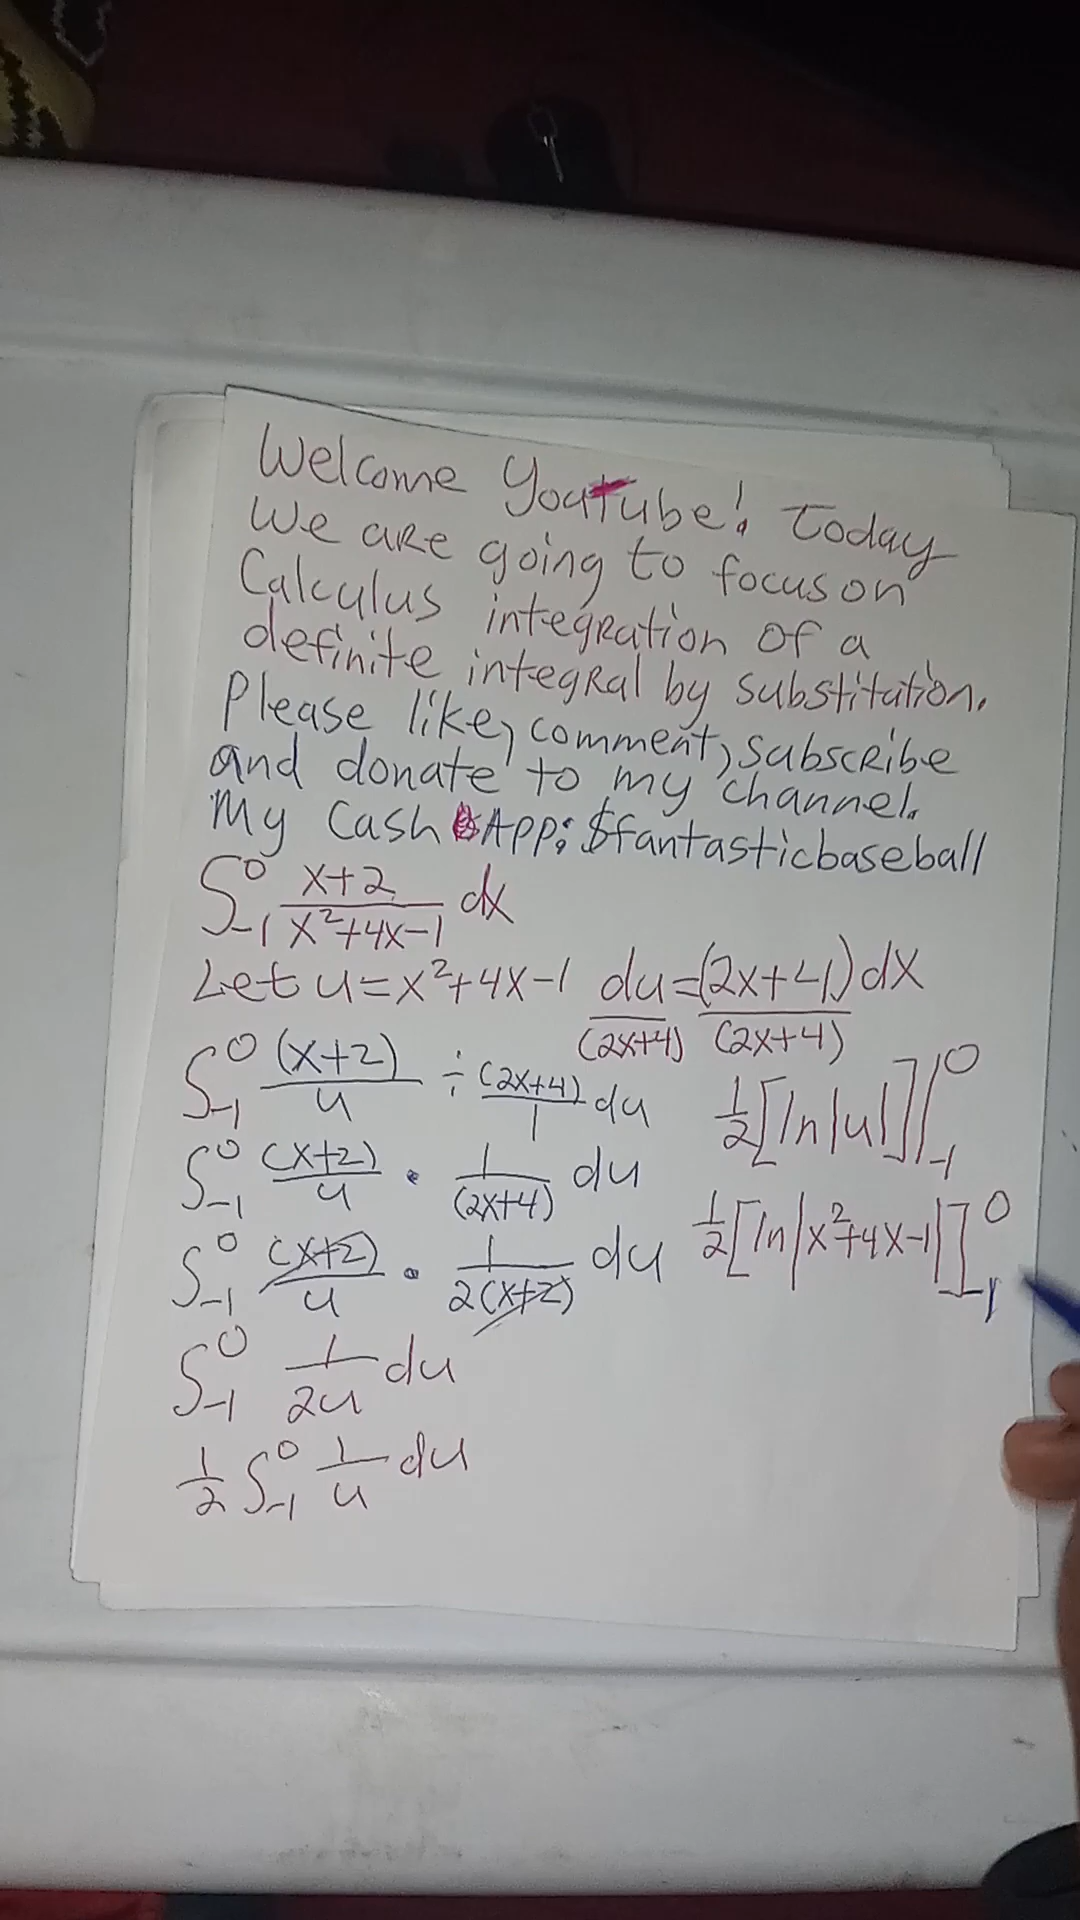 Welcome Youtube! Today
We are going to focus on
Calculus integration of a
definite integral by substitution.
Please like, comment, subscribe
and donate to my channel.
My Cash App: $fantasticbaseball
∫₋₁⁰ (x+2)/(x²+4x-1) dx
Let u = x²+4x-1 du/(2x+4) = (2x+4)dx/(2x+4)
∫₋₁⁰ (x+2)/u ÷ (2x+4)/1 du
∫₋₁⁰ (x+2)/u · 1/(2x+4) du
∫₋₁⁰ (x+2)/u · 1/2(x+2) du
∫₋₁⁰ 1/2u du
1/2 ∫₋₁⁰ 1/u du
1/2[ln|u|]|₋₁⁰
1/2[ln|x²+4x-1|]₋₁⁰